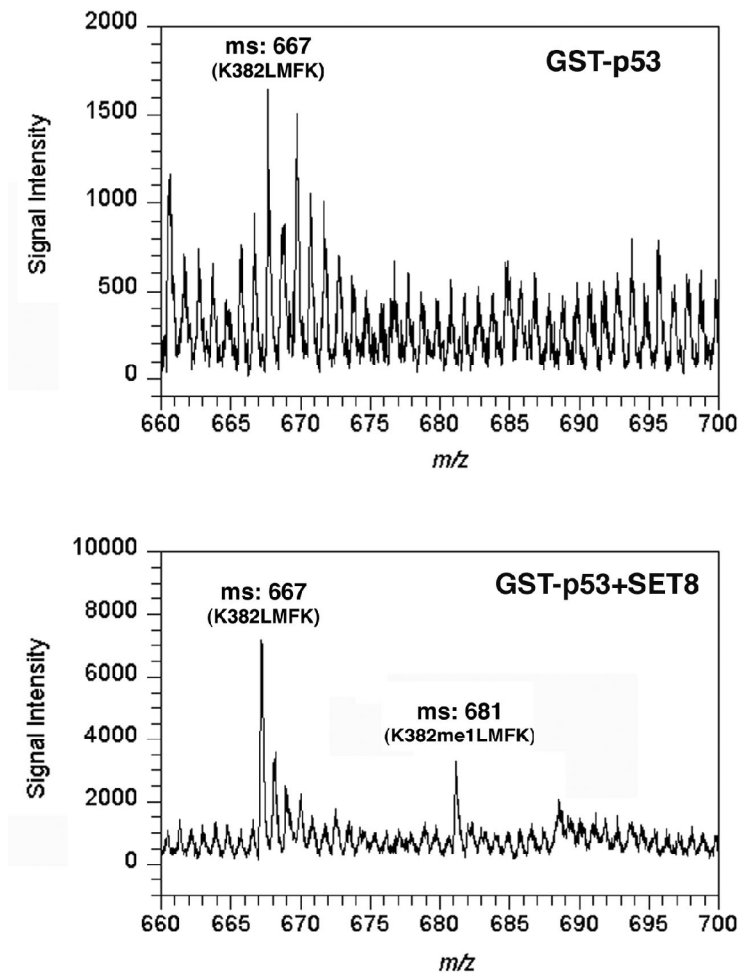 2000
ms: 667
(K382LMFK)
GST-p53
1500
1000
500
0
Signal Intensity
660 665 670 675 680 685 690 695 700
m/z
10000
ms: 667
(K382LMFK)
GST-p53+SET8
8000
6000
ms: 681
(K382me1LMFK)
4000
2000
0
Signal Intensity
660 665 670 675 680 685 690 695 700
m/z